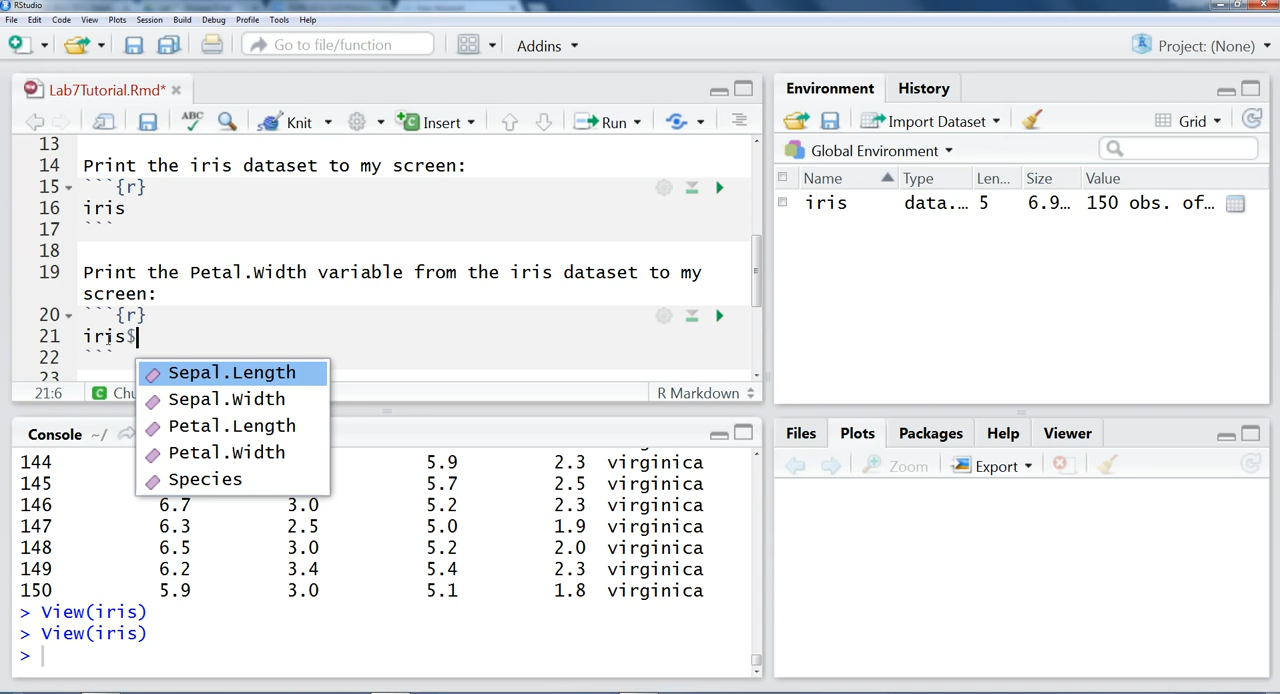 RStudio
File Edit Code View Plots Session Build Debug Profile Tools Help
Go to file/function Addins Project: (None)
Lab7Tutorial.Rmd*
ABC Knit Insert Run
13
14 Print the iris dataset to my screen:
15 ```{r}
16 iris
17 ```
18
19 Print the Petal.Width variable from the iris dataset to my
screen:
20 ```{r}
21 iris$
22 ```
23
21:6 C Chu R Markdown
Sepal.Length
Sepal.Width
Petal.Length
Petal.Width
Species
Console ~/
144 5.9 2.3 virginica
145 5.7 2.5 virginica
146 6.7 3.0 5.2 2.3 virginica
147 6.3 2.5 5.0 1.9 virginica
148 6.5 3.0 5.2 2.0 virginica
149 6.2 3.4 5.4 2.3 virginica
150 5.9 3.0 5.1 1.8 virginica
> View(iris)
> View(iris)
>
Environment History
Import Dataset Grid
Global Environment
Name Type Len... Size Value
iris data.... 5 6.9... 150 obs. of...
Files Plots Packages Help Viewer
Zoom Export